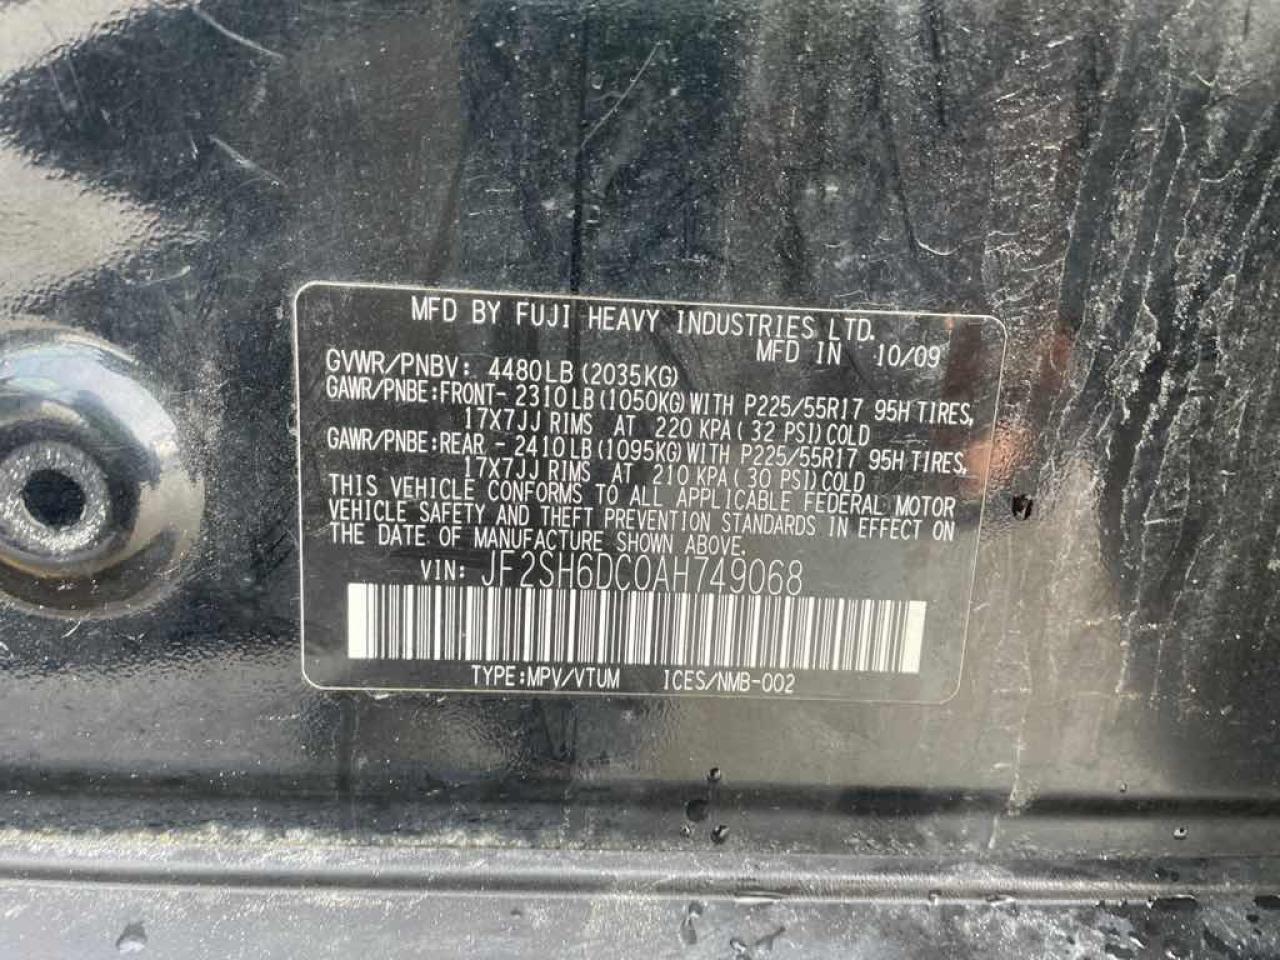 MFD BY FUJI HEAVY INDUSTRIES LTD.
MFD IN 10/09
GVWR/PNBV: 4480LB (2035KG)
GAWR/PNBE:FRONT- 2310LB (1050KG) WITH P225/55R17 95H TIRES,
17X7JJ RIMS AT 220 KPA ( 32 PSI) COLD
GAWR/PNBE:REAR - 2410LB (1095KG) WITH P225/55R17 95H TIRES,
17X7JJ RIMS AT 210 KPA ( 30 PSI) COLD
THIS VEHICLE CONFORMS TO ALL APPLICABLE FEDERAL MOTOR
VEHICLE SAFETY AND THEFT PREVENTION STANDARDS IN EFFECT ON
THE DATE OF MANUFACTURE SHOWN ABOVE.
VIN: JF2SH6DC0AH749068
TYPE:MPV/VTUM ICES/NMB-002